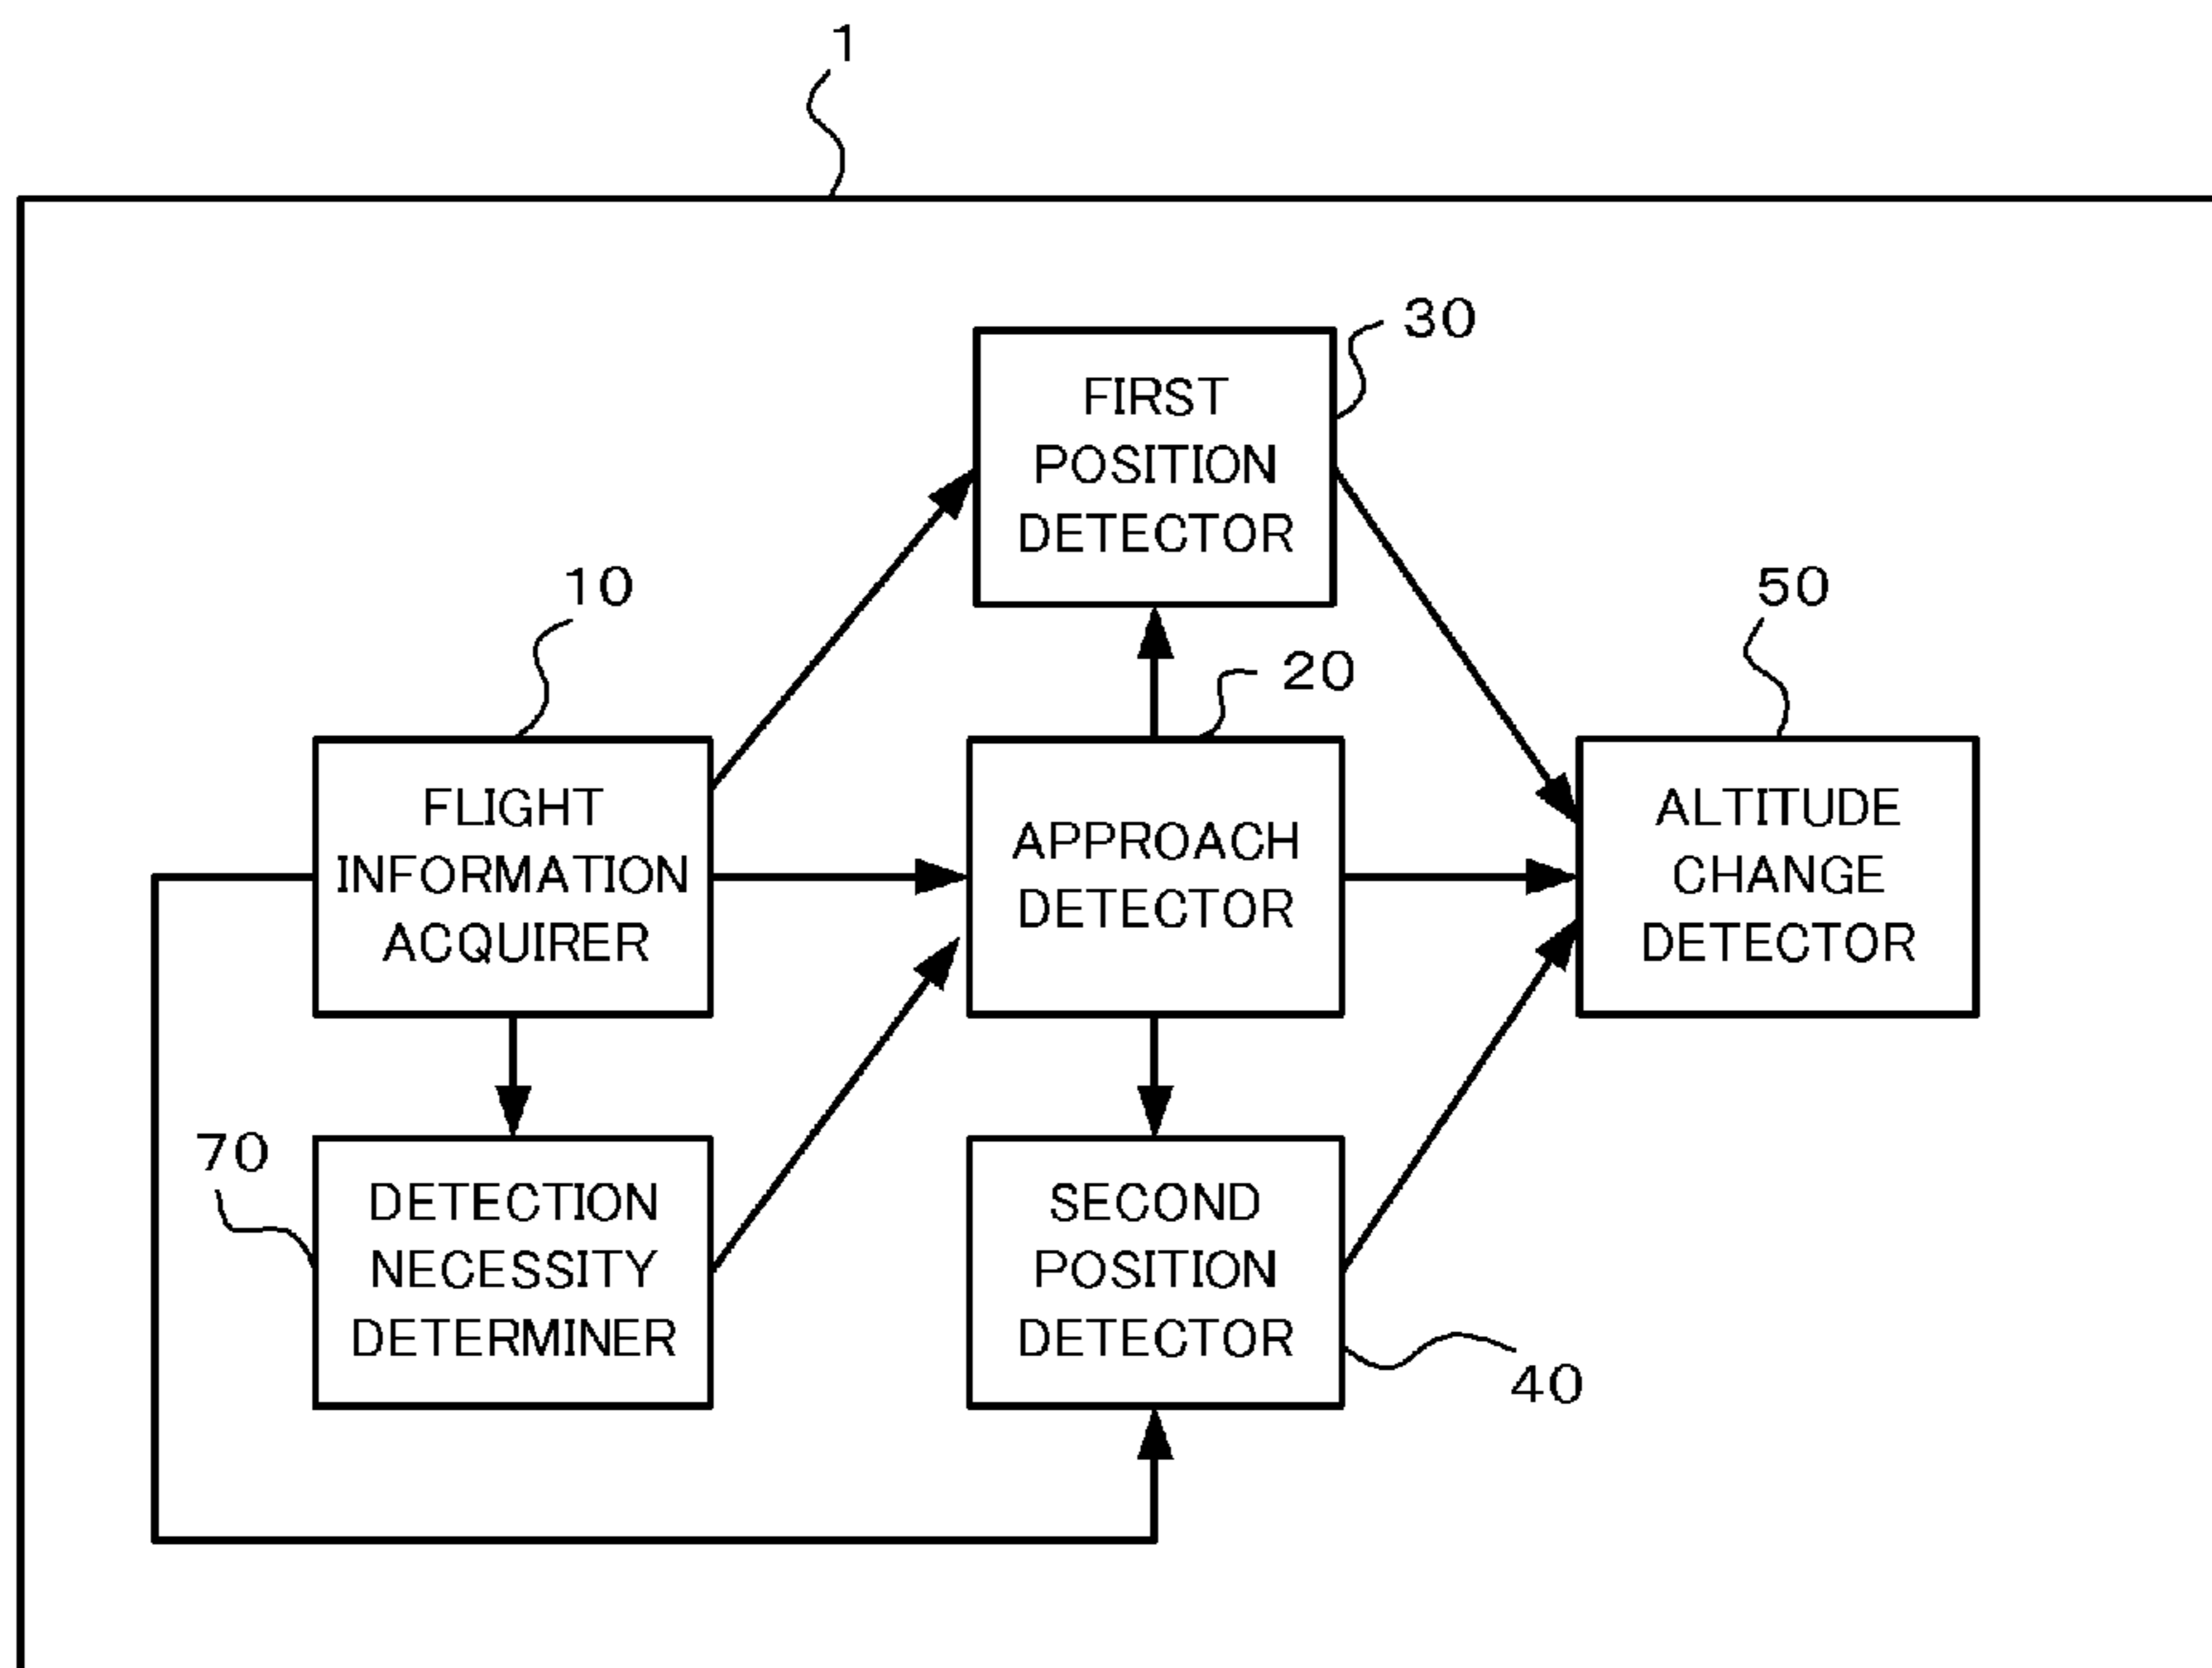 1
30
FIRST
POSITION
DETECTOR
10
50
20
FLIGHT
INFORMATION
ACQUIRER
APPROACH
DETECTOR
ALTITUDE
CHANGE
DETECTOR
70
DETECTION
NECESSITY
DETERMINER
SECOND
POSITION
DETECTOR
40